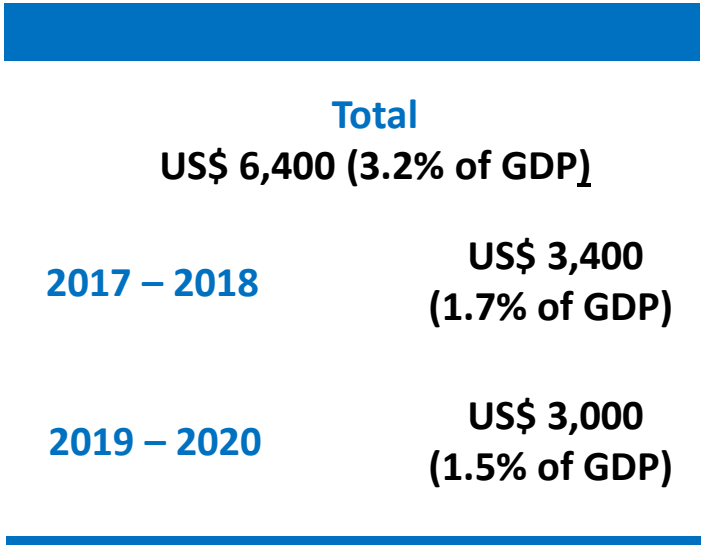 Total
US$ 6,400 (3.2% of GDP)
2017 – 2018
US$ 3,400
(1.7% of GDP)
2019 – 2020
US$ 3,000
(1.5% of GDP)